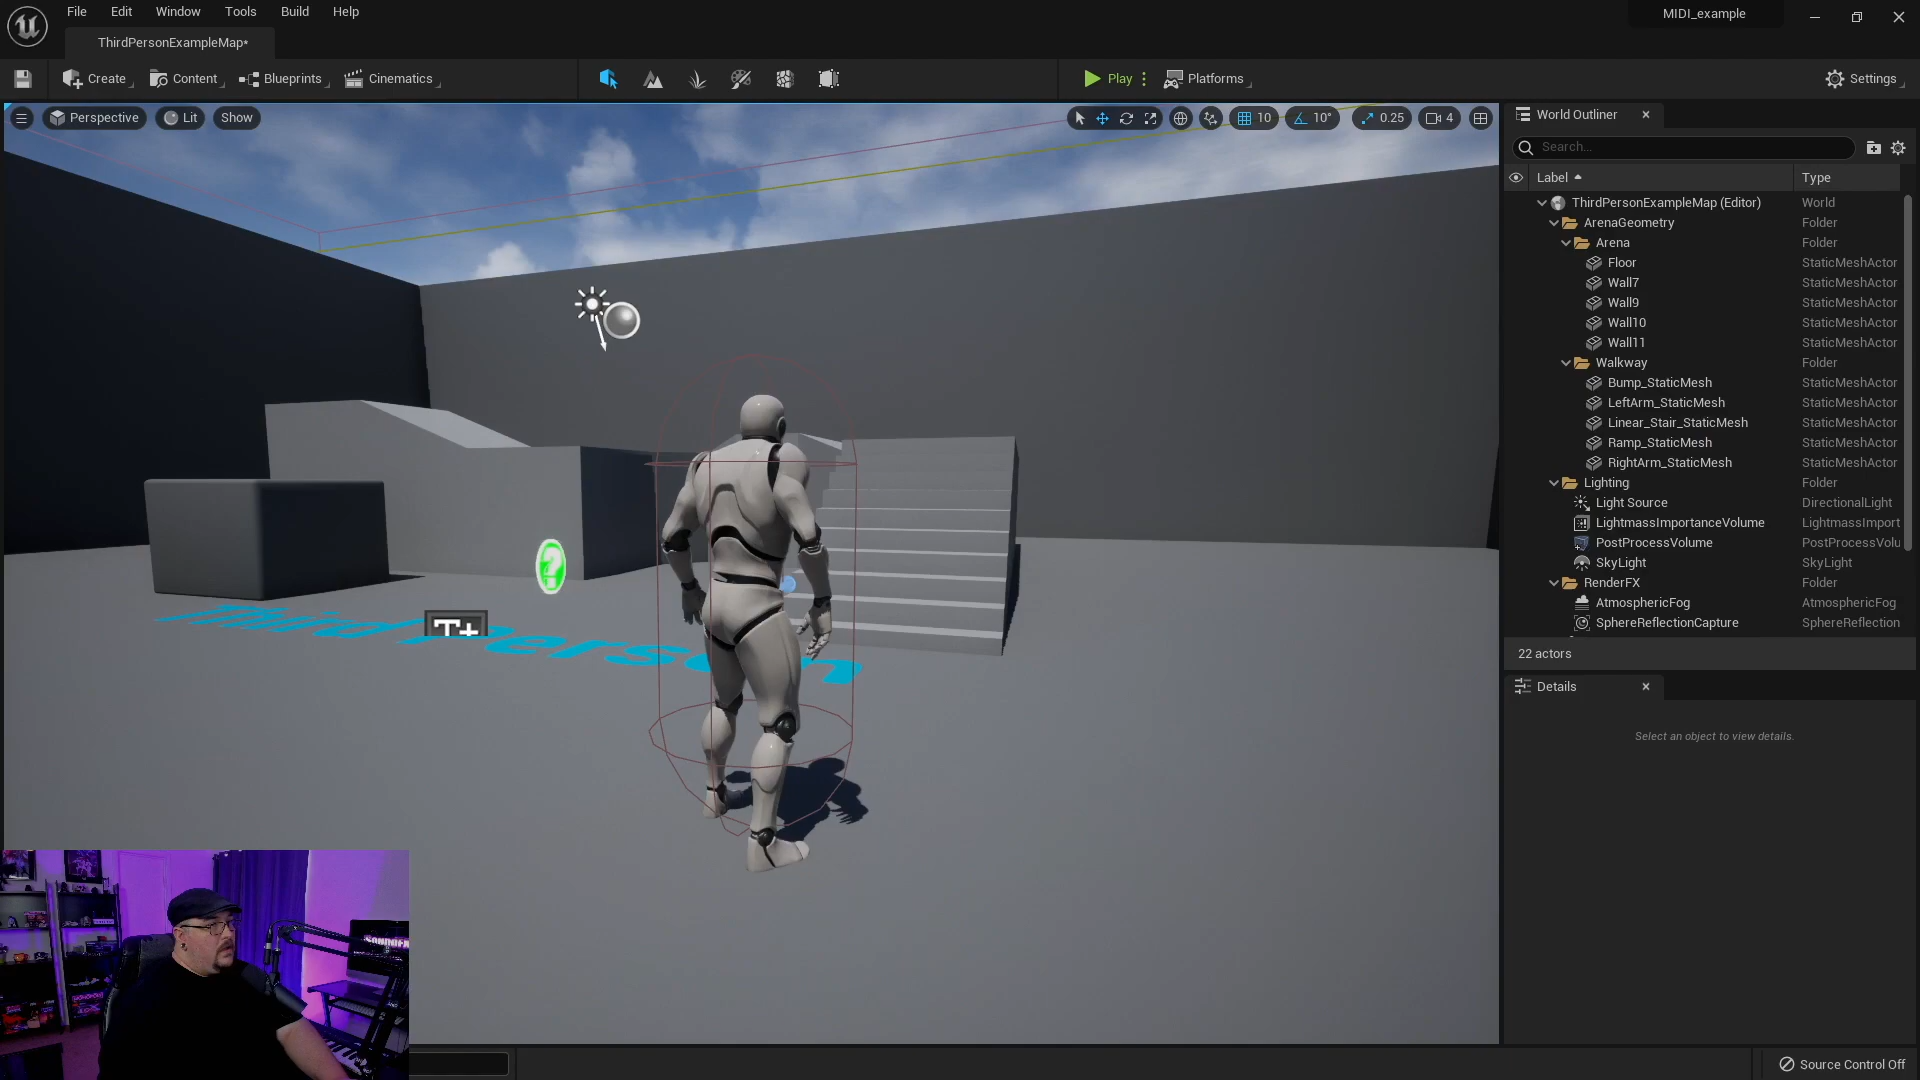 File Edit Window Tools Build Help
MIDI_example
ThirdPersonExampleMap*
Create Content Blueprints Cinematics Play Platforms Settings
Perspective Lit Show 10 10° 0.25 4
World Outliner
Search...
Label Type
ThirdPersonExampleMap (Editor) World
ArenaGeometry Folder
Arena Folder
Floor StaticMeshActor
Wall7 StaticMeshActor
Wall9 StaticMeshActor
Wall10 StaticMeshActor
Wall11 StaticMeshActor
Walkway Folder
Bump_StaticMesh StaticMeshActor
LeftArm_StaticMesh StaticMeshActor
Linear_Stair_StaticMesh StaticMeshActor
Ramp_StaticMesh StaticMeshActor
RightArm_StaticMesh StaticMeshActor
Lighting Folder
Light Source DirectionalLight
LightmassImportanceVolume LightmassImport
PostProcessVolume PostProcessVolu
SkyLight SkyLight
RenderFX Folder
AtmosphericFog AtmosphericFog
SphereReflectionCapture SphereReflection
22 actors
Details
Select an object to view details.
?
T+
Third Person
Source Control Off